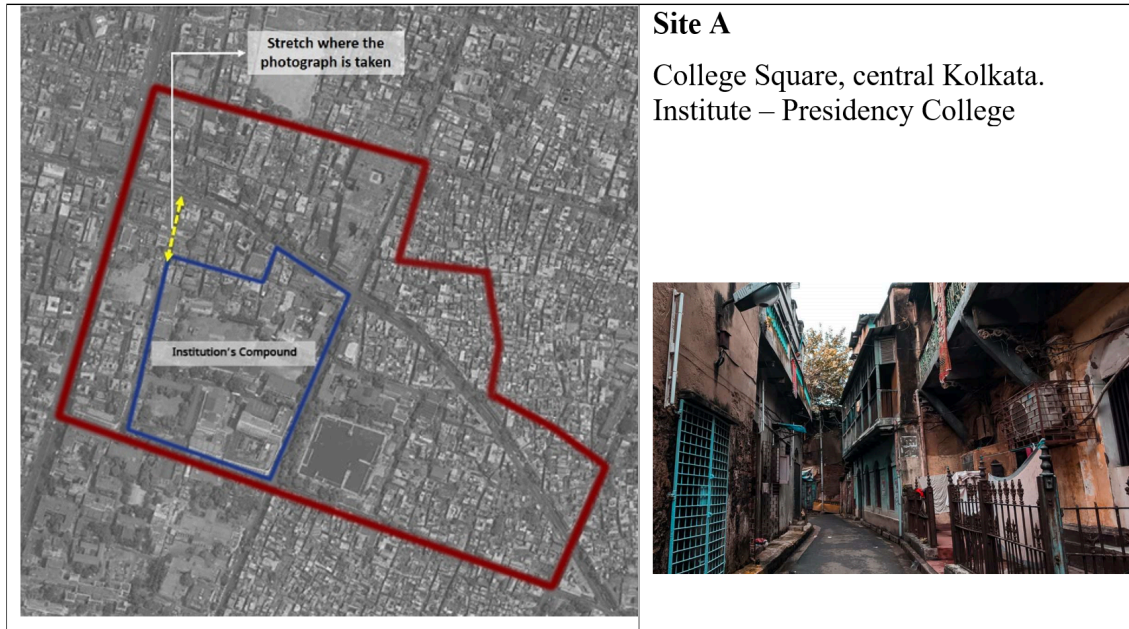 Stretch where the
photograph is taken
Institution's Compound
Site A
College Square, central Kolkata.
Institute – Presidency College